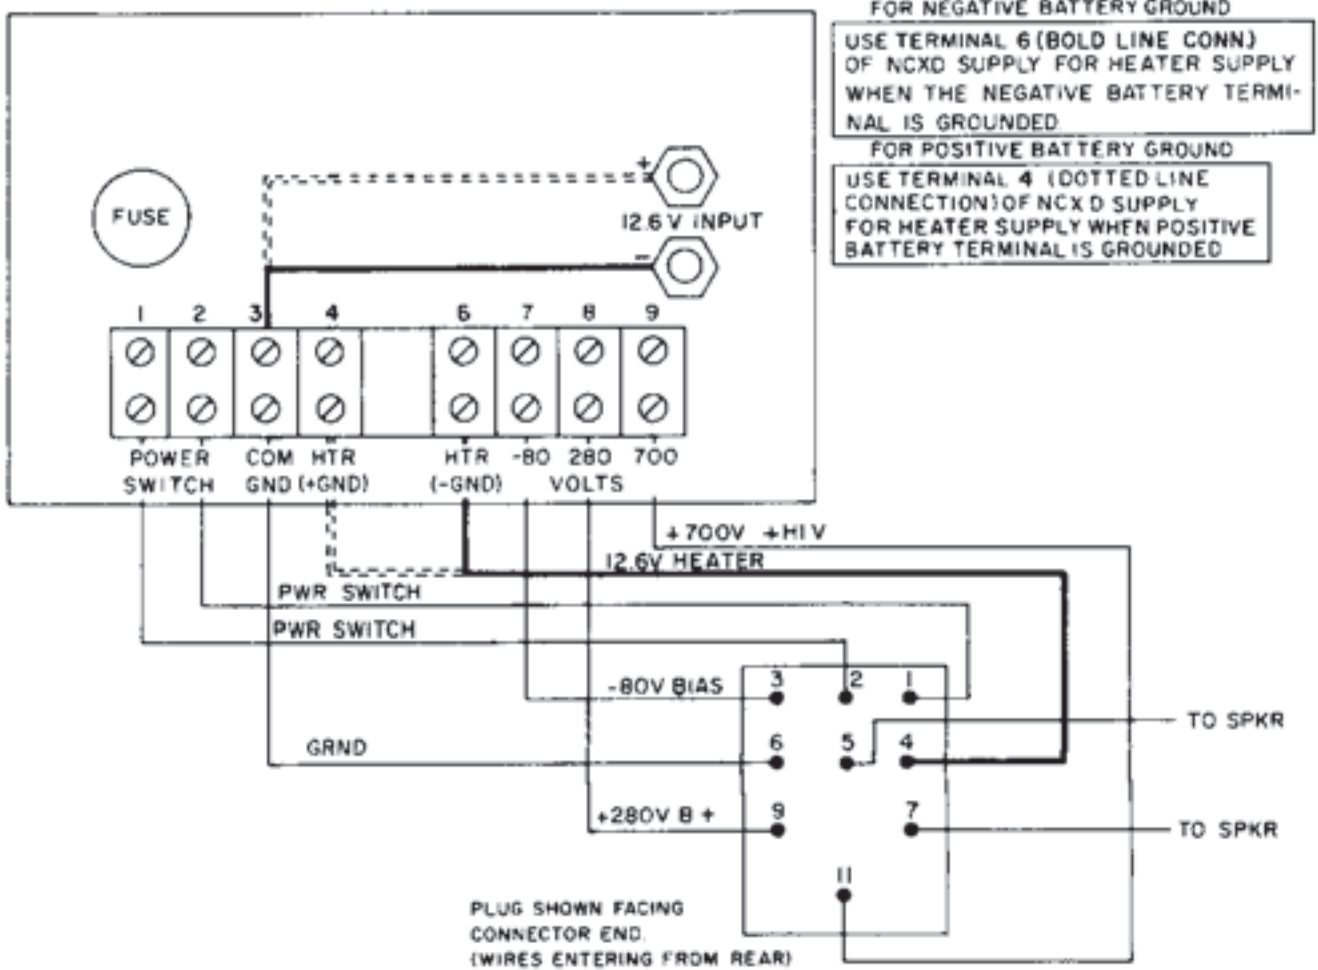 FOR NEGATIVE BATTERY GROUND
USE TERMINAL 6 (BOLD LINE CONN.)
OF NCXD SUPPLY FOR HEATER SUPPLY
WHEN THE NEGATIVE BATTERY TERMI-
NAL IS GROUNDED.
FOR POSITIVE BATTERY GROUND
USE TERMINAL 4 (DOTTED LINE
CONNECTION) OF NCXD SUPPLY
FOR HEATER SUPPLY WHEN POSITIVE
BATTERY TERMINAL IS GROUNDED
+
FUSE
12.6 V INPUT
-
1 2 3 4 6 7 8 9
POWER COM HTR HTR -80 280 700
SWITCH GND (+GND) (-GND) VOLTS
+700V +HI V
12.6V HEATER
PWR SWITCH
PWR SWITCH
3 2 1
-80V BIAS
TO SPKR
6 5 4
GRND
9 7
+280V B +
TO SPKR
11
PLUG SHOWN FACING
CONNECTOR END.
(WIRES ENTERING FROM REAR)